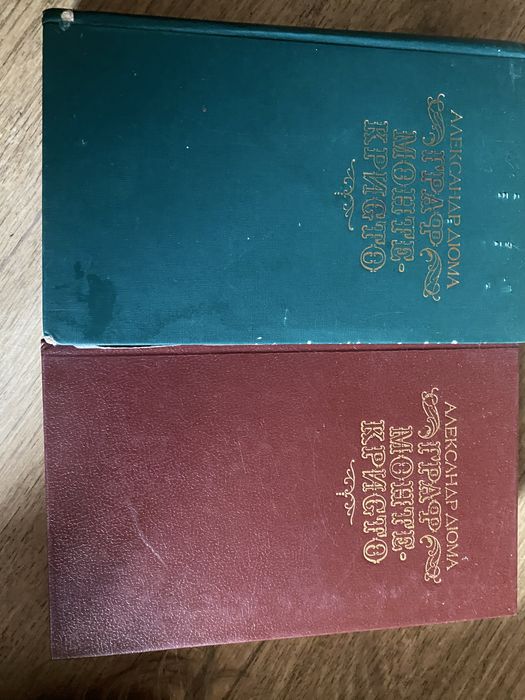 АЛЕКСАНДР ДЮМА
ГРАФ
МОНТЕ-
КРИСТО
АЛЕКСАНДР ДЮМА
ГРАФ
МОНТЕ-
КРИСТО